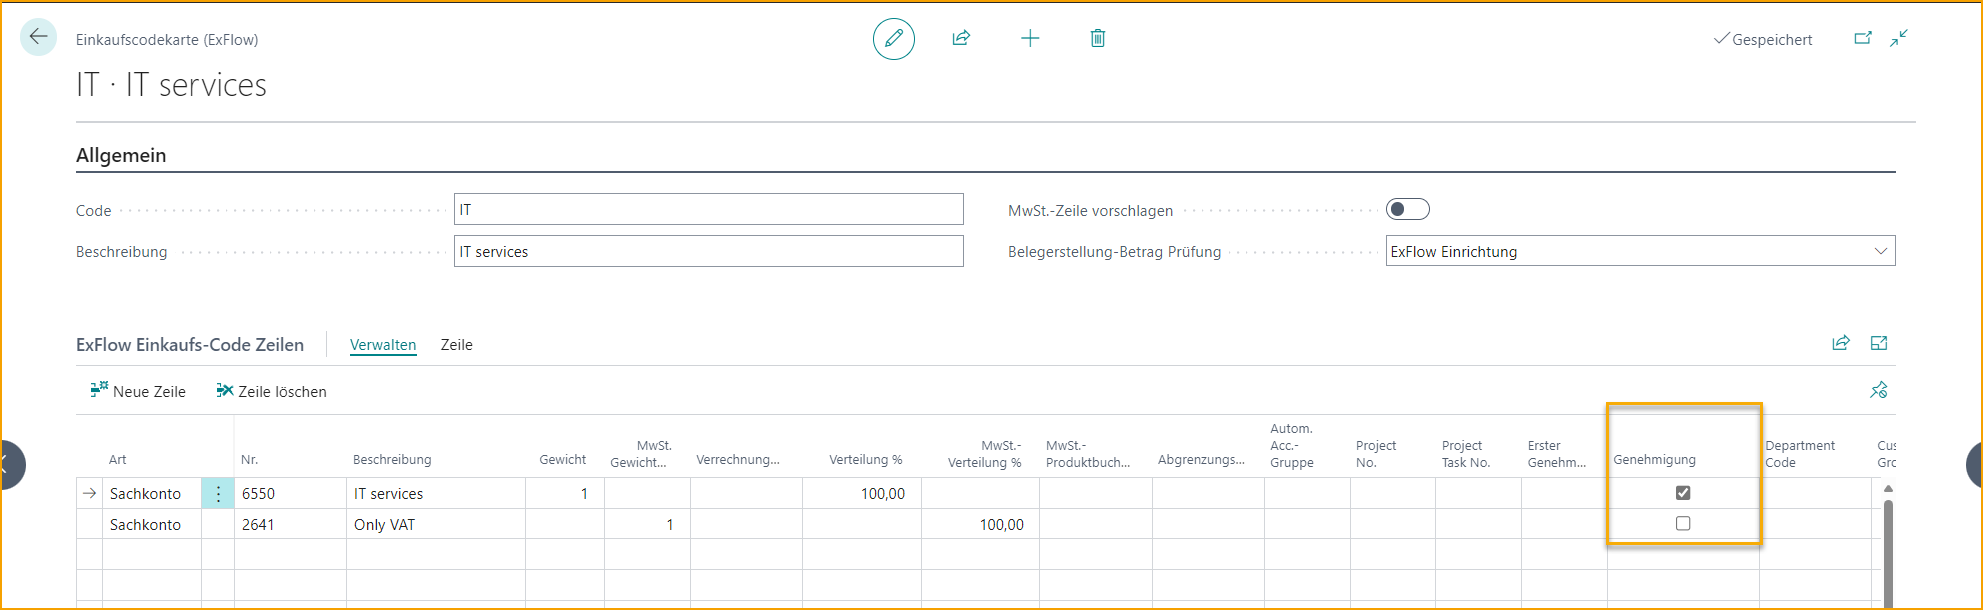 Einkaufscodekarte (ExFlow)
Gespeichert
IT · IT services
Allgemein
Code
IT
MwSt.-Zeile vorschlagen
Beschreibung
IT services
Belegerstellung-Betrag Prüfung
ExFlow Einrichtung
ExFlow Einkaufs-Code Zeilen
Verwalten
Zeile
Neue Zeile
Zeile löschen
Art
Nr.
Beschreibung
Gewicht
MwSt.
Gewicht...
Verrechnung...
Verteilung %
MwSt.-
Verteilung %
MwSt.-
Produktbuch...
Abgrenzungs...
Autom.
Acc.-
Gruppe
Project
No.
Project
Task No.
Erster
Genehm...
Genehmigung
Department
Code
Cus
Grc
Sachkonto 6550 IT services 1 100,00
Sachkonto 2641 Only VAT 1 100,00